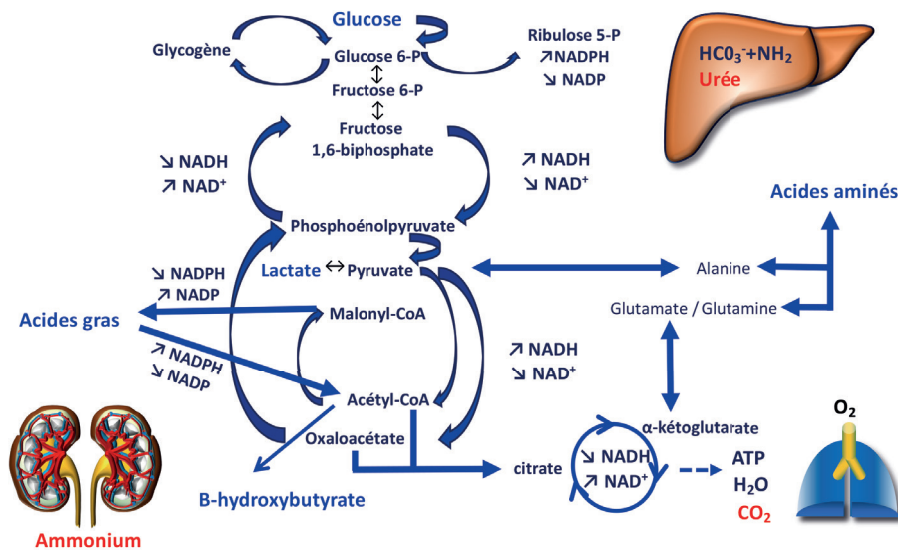 Glucose
Glycogène
Glucose 6-P
Fructose 6-P
Fructose
1,6-biphosphate
Ribulose 5-P
↗NADPH
↘ NADP
HC0₃⁻+NH₂
Urée
↘ NADH
↗ NAD⁺
↗ NADH
↘ NAD⁺
Acides aminés
Phosphoénolpyruvate
Lactate ↔ Pyruvate
Alanine
Glutamate / Glutamine
↘ NADPH
↗ NADP
Acides gras
Malonyl-CoA
↗ NADPH
↘ NADP
↗ NADH
↘ NAD⁺
Acétyl-CoA
Oxaloacétate
B-hydroxybutyrate
citrate
α-kétoglutarate
↘ NADH
↗ NAD⁺
ATP
H₂O
CO₂
O₂
Ammonium